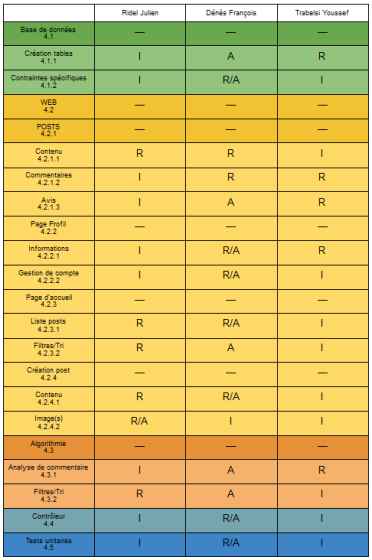 Ridel Julien Dénés François Trabelsi Youssef
Base de données
4.1 — — —
Création tables
4.1.1 I A R
Contraintes spécifiques
4.1.2 I R/A I
WEB
4.2 — — —
POSTS
4.2.1 — — —
Contenu
4.2.1.1 R R I
Commentaires
4.2.1.2 I R R
Avis
4.2.1.3 I A R
Page Profil
4.2.2 — — —
Informations
4.2.2.1 I R/A R
Gestion de compte
4.2.2.2 I R/A I
Page d'accueil
4.2.3 — — —
Liste posts
4.2.3.1 R R/A I
Filtres/Tri
4.2.3.2 R A I
Création post
4.2.4 — — —
Contenu
4.2.4.1 R R/A I
Image(s)
4.2.4.2 R/A I I
Algorithmie
4.3 — — —
Analyse de commentaire
4.3.1 I A R
Filtres/Tri
4.3.2 R A I
Contrôleur
4.4 I R/A I
Tests unitaires
4.5 I R/A I